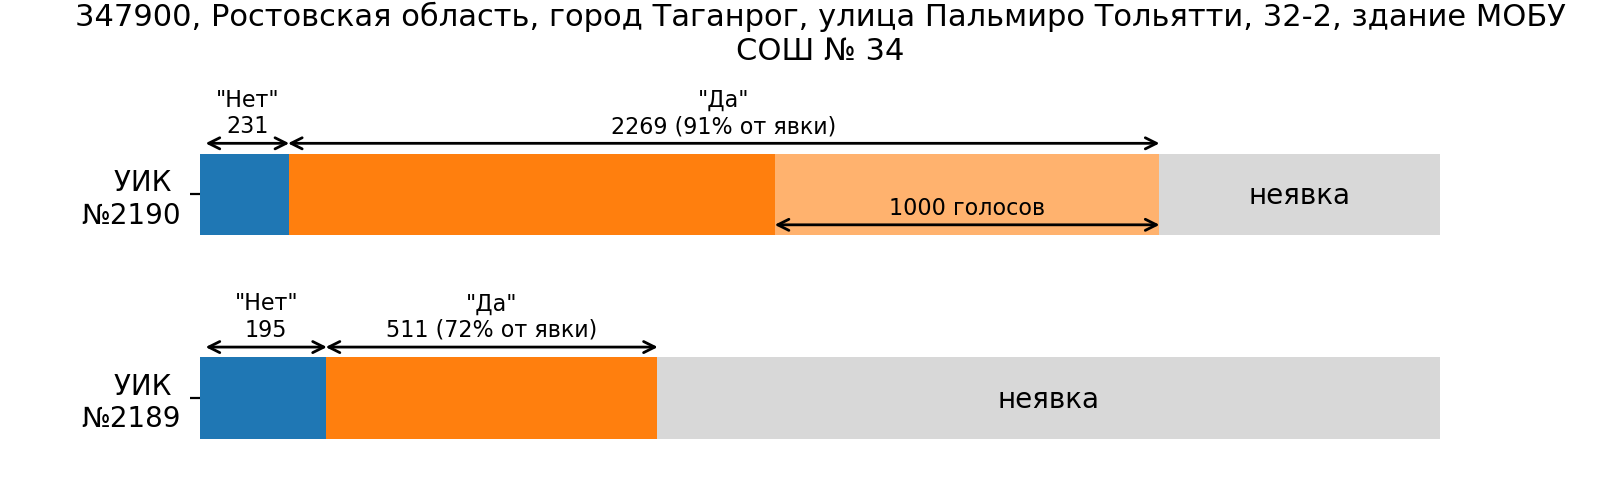 347900, Ростовская область, город Таганрог, улица Пальмиро Тольятти, 32-2, здание МОБУ
СОШ № 34
"Нет"
231
"Да"
2269 (91% от явки)
УИК
№2190
1000 голосов
неявка
"Нет"
195
"Да"
511 (72% от явки)
УИК
№2189
неявка